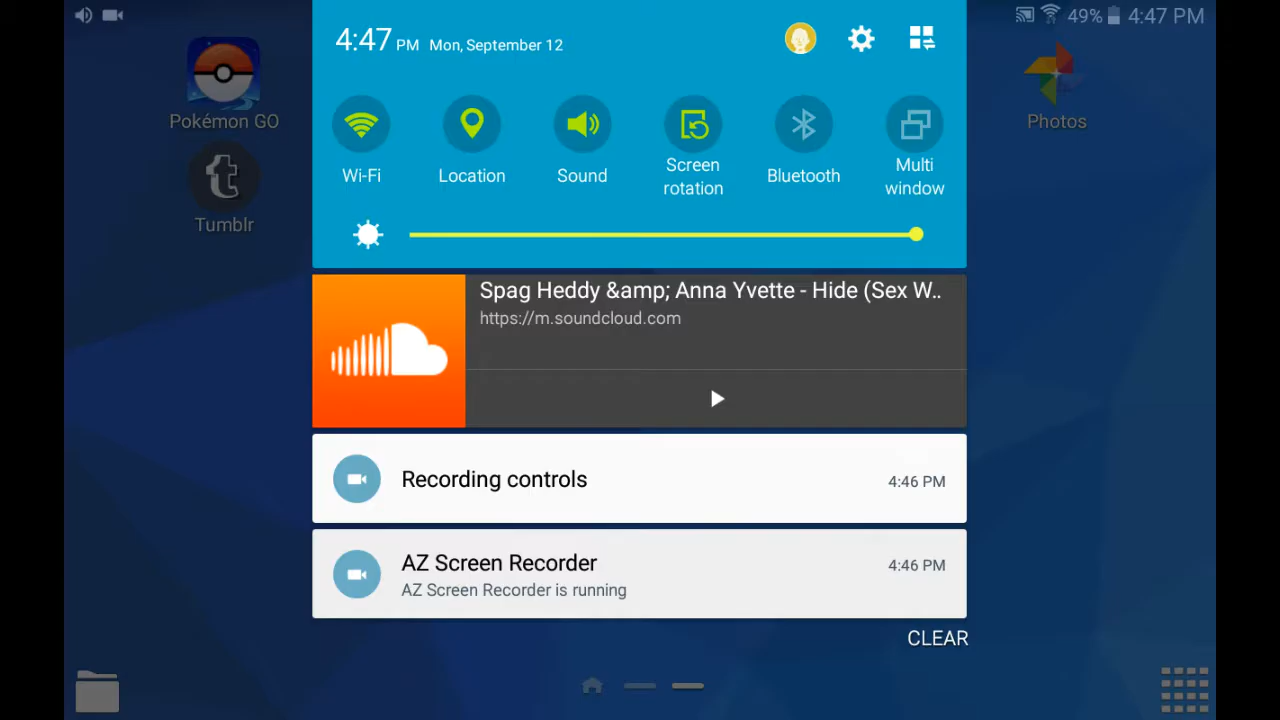 49% 4:47 PM
4:47 PM Mon, September 12
Pokémon GO
Photos
Tumblr
Wi-Fi
Location
Sound
Screen
rotation
Bluetooth
Multi
window
Spag Heddy &amp; Anna Yvette - Hide (Sex W..
https://m.soundcloud.com
Recording controls
4:46 PM
AZ Screen Recorder
4:46 PM
AZ Screen Recorder is running
CLEAR